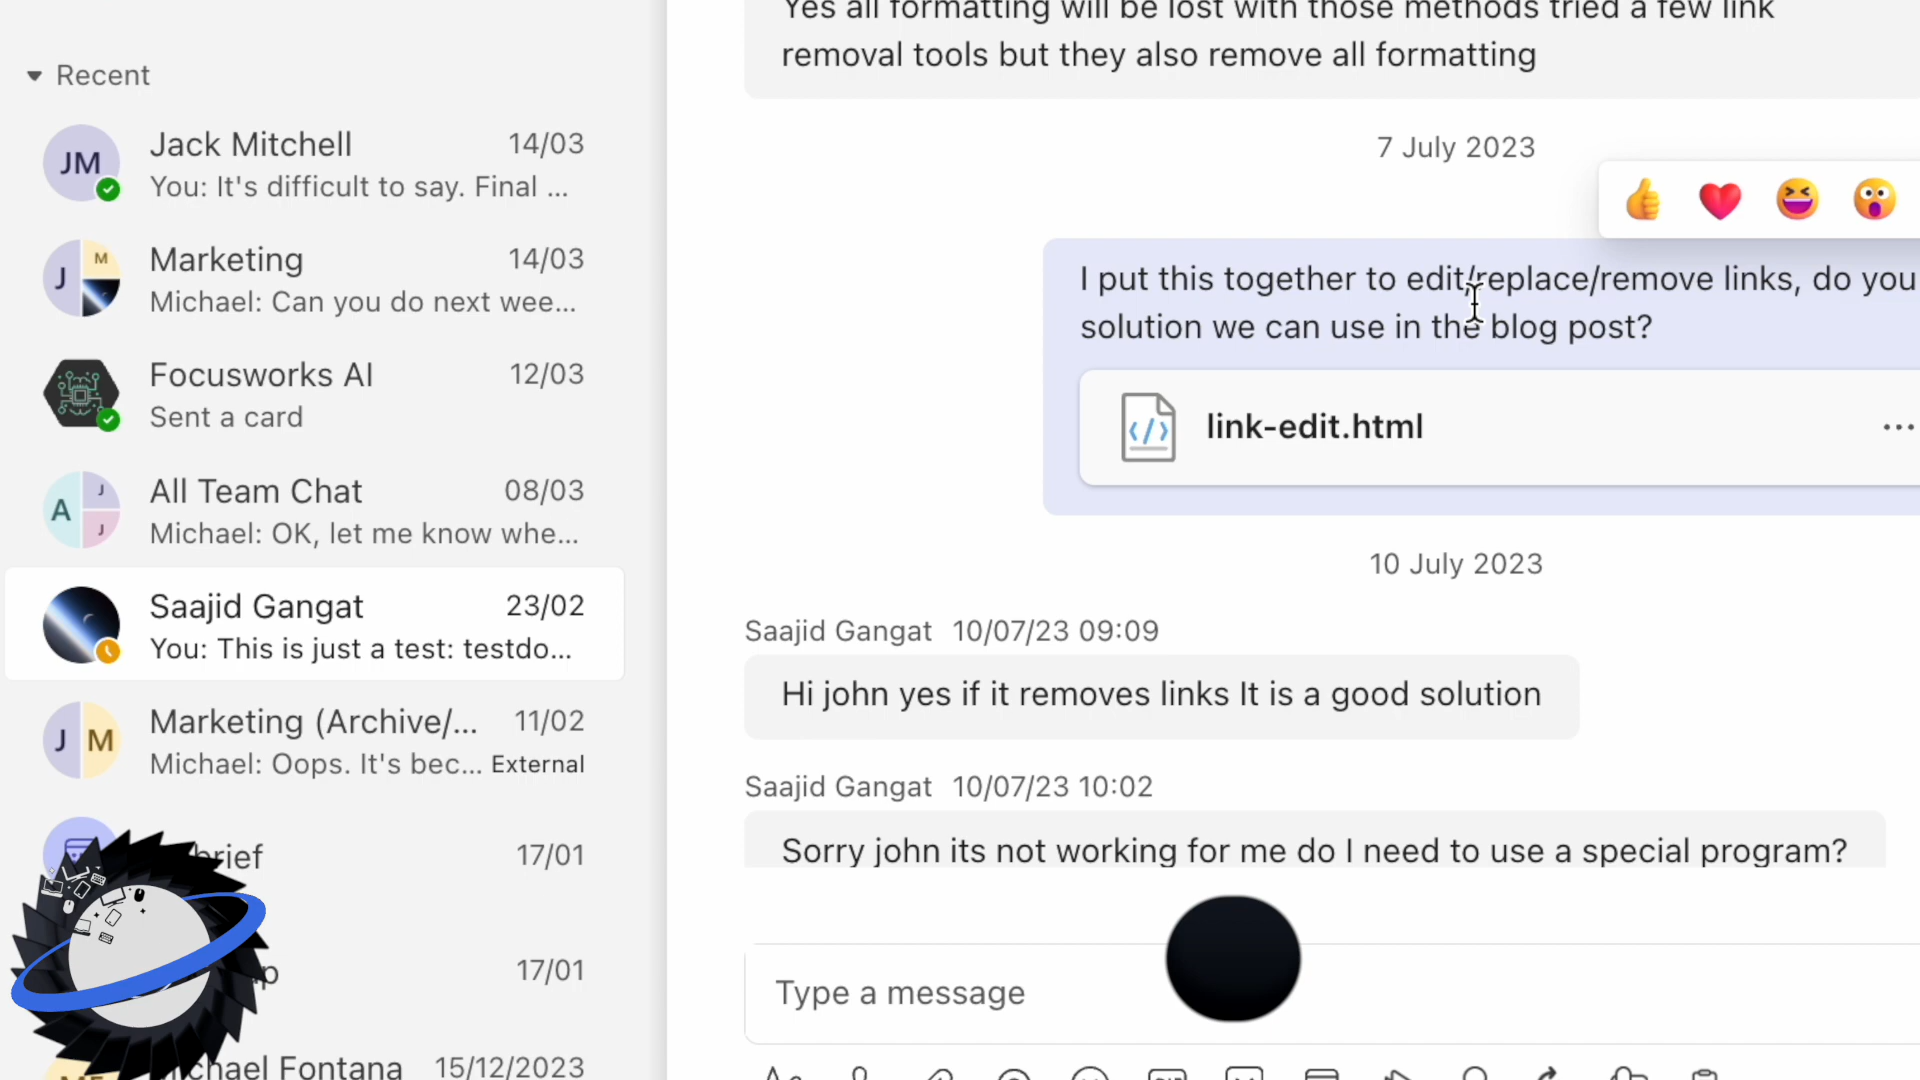 Recent
JM
Jack Mitchell 14/03
You: It's difficult to say. Final ...
J M
Marketing 14/03
Michael: Can you do next wee...
Focusworks AI 12/03
Sent a card
A J J
All Team Chat 08/03
Michael: OK, let me know whe...
Saajid Gangat 23/02
You: This is just a test: testdo...
J M
Marketing (Archive/... 11/02
Michael: Oops. It's bec... External
17/01
17/01
Fontana 15/12/2023
Yes all formatting will be lost with those methods tried a few link
removal tools but they also remove all formatting
7 July 2023
I put this together to edit/replace/remove links, do you
solution we can use in the blog post?
link-edit.html
10 July 2023
Saajid Gangat 10/07/23 09:09
Hi john yes if it removes links It is a good solution
Saajid Gangat 10/07/23 10:02
Sorry john its not working for me do I need to use a special program?
Type a message